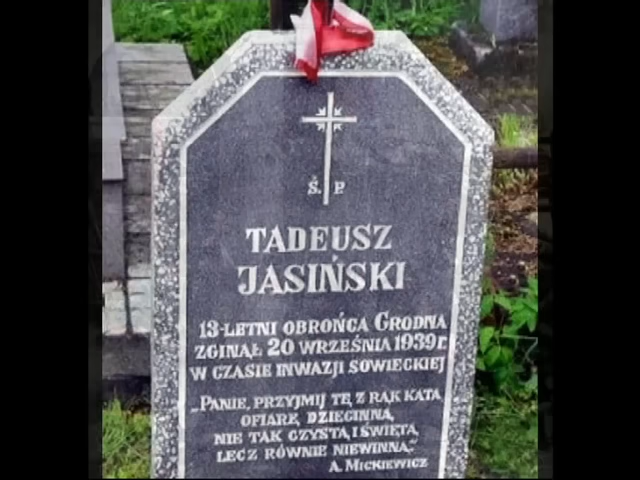 Ś. P.
TADEUSZ
JASIŃSKI
13-LETNI OBROŃCA GRODNA
ZGINĄŁ 20 WRZEŚNIA 1939 r.
W CZASIE INWAZJI SOWIECKIEJ
„PANIE, PRZYJMIJ TĘ Z RĄK KATA
OFIARĘ DZIECINNĄ,
NIE TAK CZYSTĄ I ŚWIĘTĄ,
LECZ RÓWNIE NIEWINNĄ."
A. MICKIEWICZ